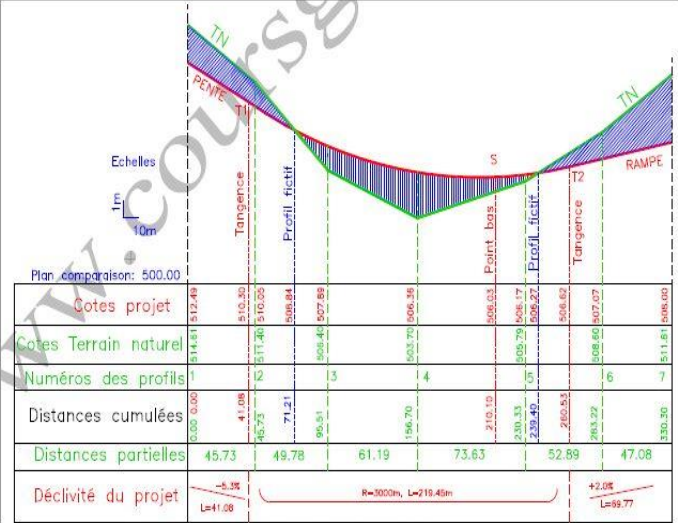 www.coursg
TN
TN
PENTE
T1
S
T2
RAMPE
Echelles
1m
10m
Tangence
Profil fictif
Point bas
Profil fictif
Tangence
Plan comparaison: 500.00
Cotes projet 512.49 510.30 510.05 508.84 507.89 506.36 506.03 506.17 506.27 506.62 507.07 508.00
Cotes Terrain naturel 514.61 511.40 506.40 503.70 505.79 508.60 511.61
Numéros des profils 1 2 3 4 5 6 7
Distances cumulées 0.00 0.00 41.08 45.73 71.21 95.51 156.70 210.10 230.33 239.40 260.53 283.22 330.30
Distances partielles 45.73 49.78 61.19 73.63 52.89 47.08
Déclivité du projet -5.3% L=41.08 R=3000m, L=219.45m +2.0% L=69.77